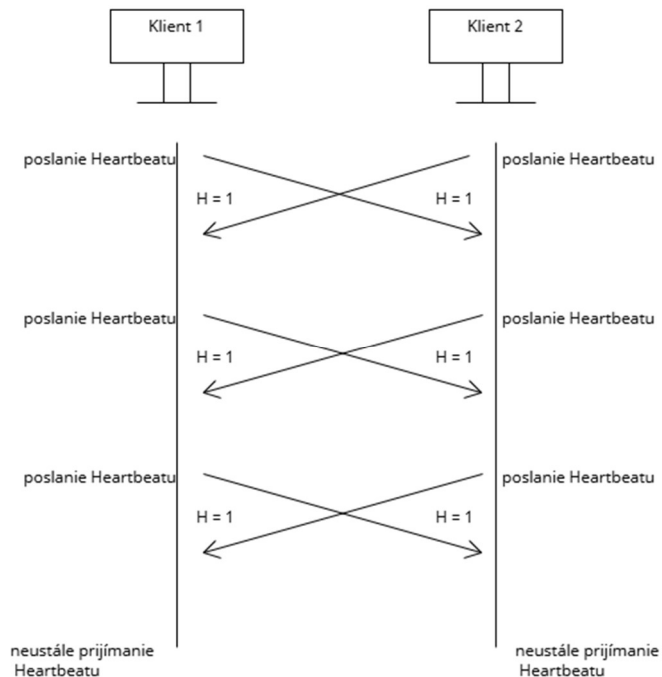 Klient 1
Klient 2
poslanie Heartbeatu
poslanie Heartbeatu
H = 1
H = 1
poslanie Heartbeatu
poslanie Heartbeatu
H = 1
H = 1
poslanie Heartbeatu
poslanie Heartbeatu
H = 1
H = 1
neustále prijímanie
Heartbeatu
neustále prijímanie
Heartbeatu